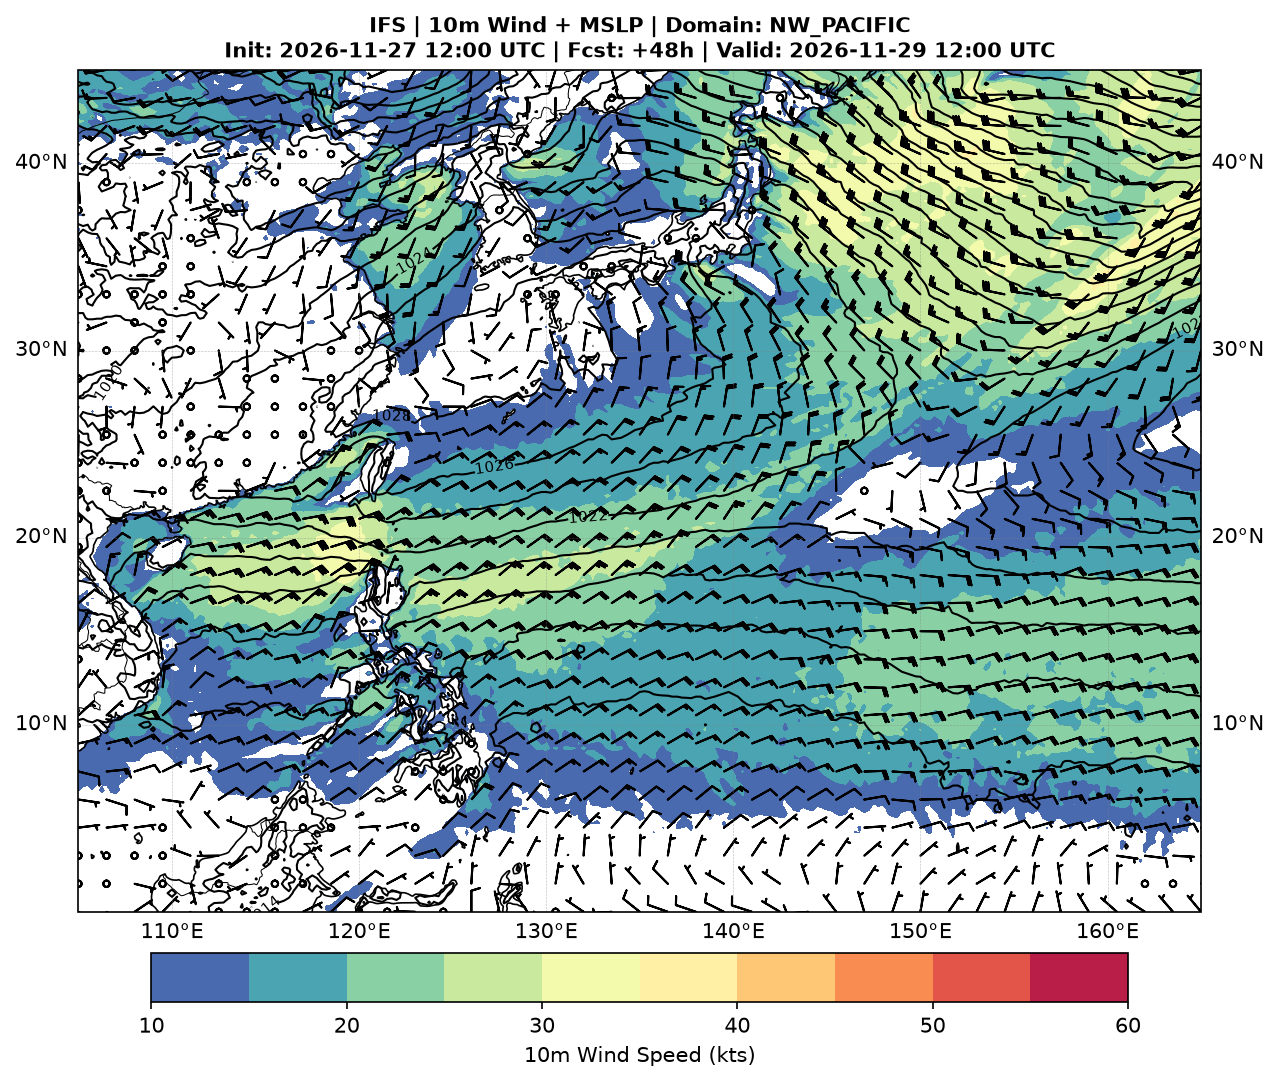 IFS | 10m Wind + MSLP | Domain: NW_PACIFIC
Init: 2026-11-27 12:00 UTC | Fcst: +48h | Valid: 2026-11-29 12:00 UTC
40°N
40°N
1024
30°N
30°N
1028
1026
1022
20°N
20°N
10°N
10°N
110°E
120°E
130°E
140°E
150°E
160°E
10
20
30
40
50
60
10m Wind Speed (kts)